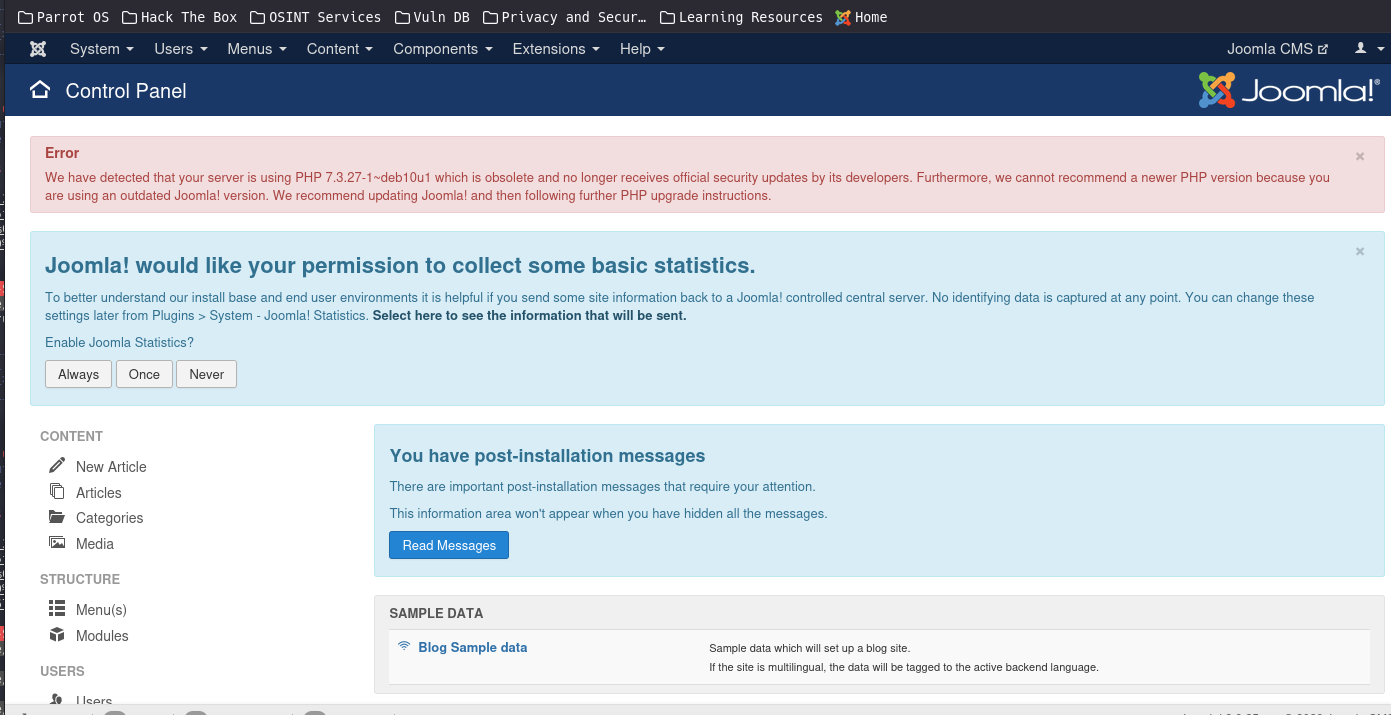 Parrot OS Hack The Box OSINT Services Vuln DB Privacy and Secur… Learning Resources Home
System Users Menus Content Components Extensions Help Joomla CMS
Control Panel
Joomla!®
Error
We have detected that your server is using PHP 7.3.27-1~deb10u1 which is obsolete and no longer receives official security updates by its developers. Furthermore, we cannot recommend a newer PHP version because you
are using an outdated Joomla! version. We recommend updating Joomla! and then following further PHP upgrade instructions.
Joomla! would like your permission to collect some basic statistics.
To better understand our install base and end user environments it is helpful if you send some site information back to a Joomla! controlled central server. No identifying data is captured at any point. You can change these
settings later from Plugins > System - Joomla! Statistics. Select here to see the information that will be sent.
Enable Joomla Statistics?
Always Once Never
CONTENT
New Article
Articles
Categories
Media
STRUCTURE
Menu(s)
Modules
USERS
Users
You have post-installation messages
There are important post-installation messages that require your attention.
This information area won't appear when you have hidden all the messages.
Read Messages
SAMPLE DATA
Blog Sample data
Sample data which will set up a blog site.
If the site is multilingual, the data will be tagged to the active backend language.